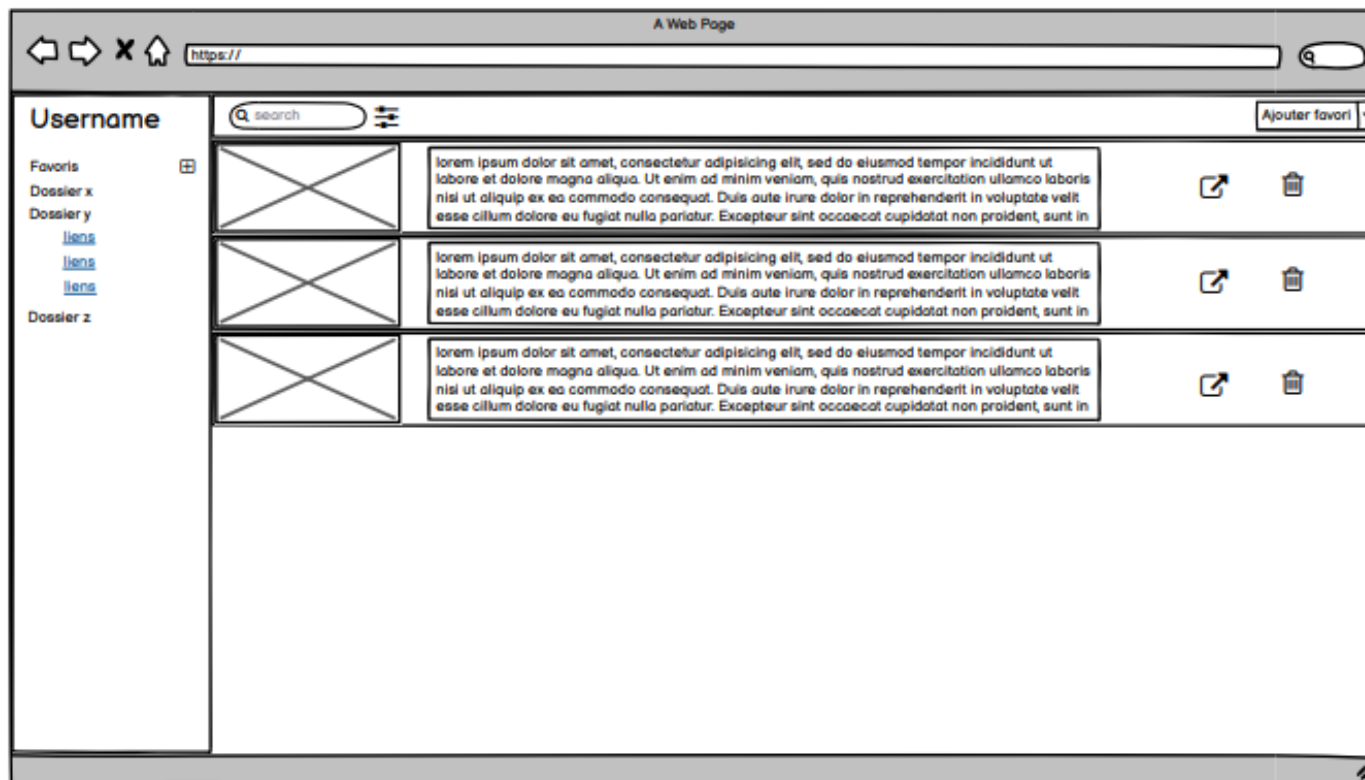 A Web Page
https://
Username
search
Ajouter favori
Favoris
Dossier x
Dossier y
liens
liens
liens
Dossier z
lorem ipsum dolor sit amet, consectetur adipisicing elit, sed do eiusmod tempor incididunt ut
labore et dolore magna aliqua. Ut enim ad minim veniam, quis nostrud exercitation ullamco laboris
nisi ut aliquip ex ea commodo consequat. Duis aute irure dolor in reprehenderit in voluptate velit
esse cillum dolore eu fugiat nulla pariatur. Excepteur sint occaecat cupidatat non proident, sunt in
lorem ipsum dolor sit amet, consectetur adipisicing elit, sed do eiusmod tempor incididunt ut
labore et dolore magna aliqua. Ut enim ad minim veniam, quis nostrud exercitation ullamco laboris
nisi ut aliquip ex ea commodo consequat. Duis aute irure dolor in reprehenderit in voluptate velit
esse cillum dolore eu fugiat nulla pariatur. Excepteur sint occaecat cupidatat non proident, sunt in
lorem ipsum dolor sit amet, consectetur adipisicing elit, sed do eiusmod tempor incididunt ut
labore et dolore magna aliqua. Ut enim ad minim veniam, quis nostrud exercitation ullamco laboris
nisi ut aliquip ex ea commodo consequat. Duis aute irure dolor in reprehenderit in voluptate velit
esse cillum dolore eu fugiat nulla pariatur. Excepteur sint occaecat cupidatat non proident, sunt in